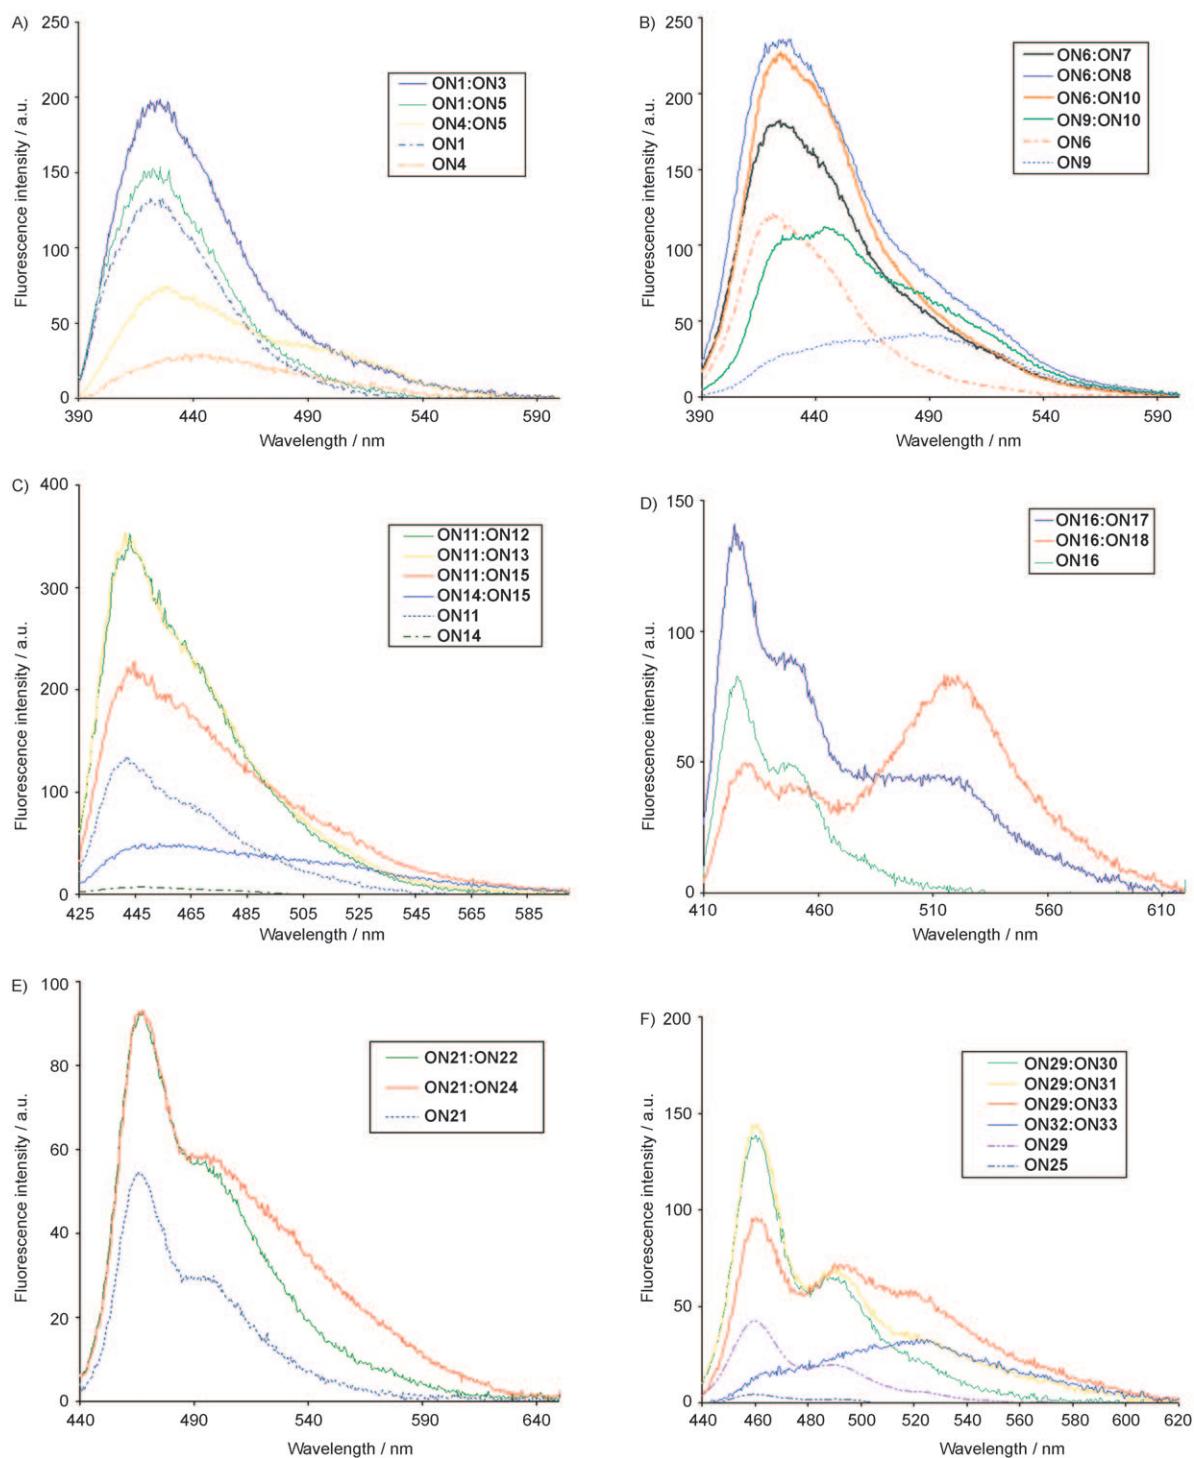 A)
Fluorescence intensity / a.u.
250
200
150
100
50
0
390 440 490 540 590
Wavelength / nm
ON1:ON3
ON1:ON5
ON4:ON5
ON1
ON4
B)
Fluorescence intensity / a.u.
250
200
150
100
50
0
390 440 490 540 590
Wavelength / nm
ON6:ON7
ON6:ON8
ON6:ON10
ON9:ON10
ON6
ON9
C)
Fluorescence intensity / a.u.
400
300
200
100
0
425 445 465 485 505 525 545 565 585
Wavelength / nm
ON11:ON12
ON11:ON13
ON11:ON15
ON14:ON15
ON11
ON14
D)
Fluorescence intensity / a.u.
150
100
50
0
410 460 510 560 610
Wavelength / nm
ON16:ON17
ON16:ON18
ON16
E)
Fluorescence intensity / a.u.
100
80
60
40
20
0
440 490 540 590 640
Wavelength / nm
ON21:ON22
ON21:ON24
ON21
F)
Fluorescence intensity / a.u.
200
150
100
50
0
440 460 480 500 520 540 560 580 600 620
Wavelength / nm
ON29:ON30
ON29:ON31
ON29:ON33
ON32:ON33
ON29
ON25